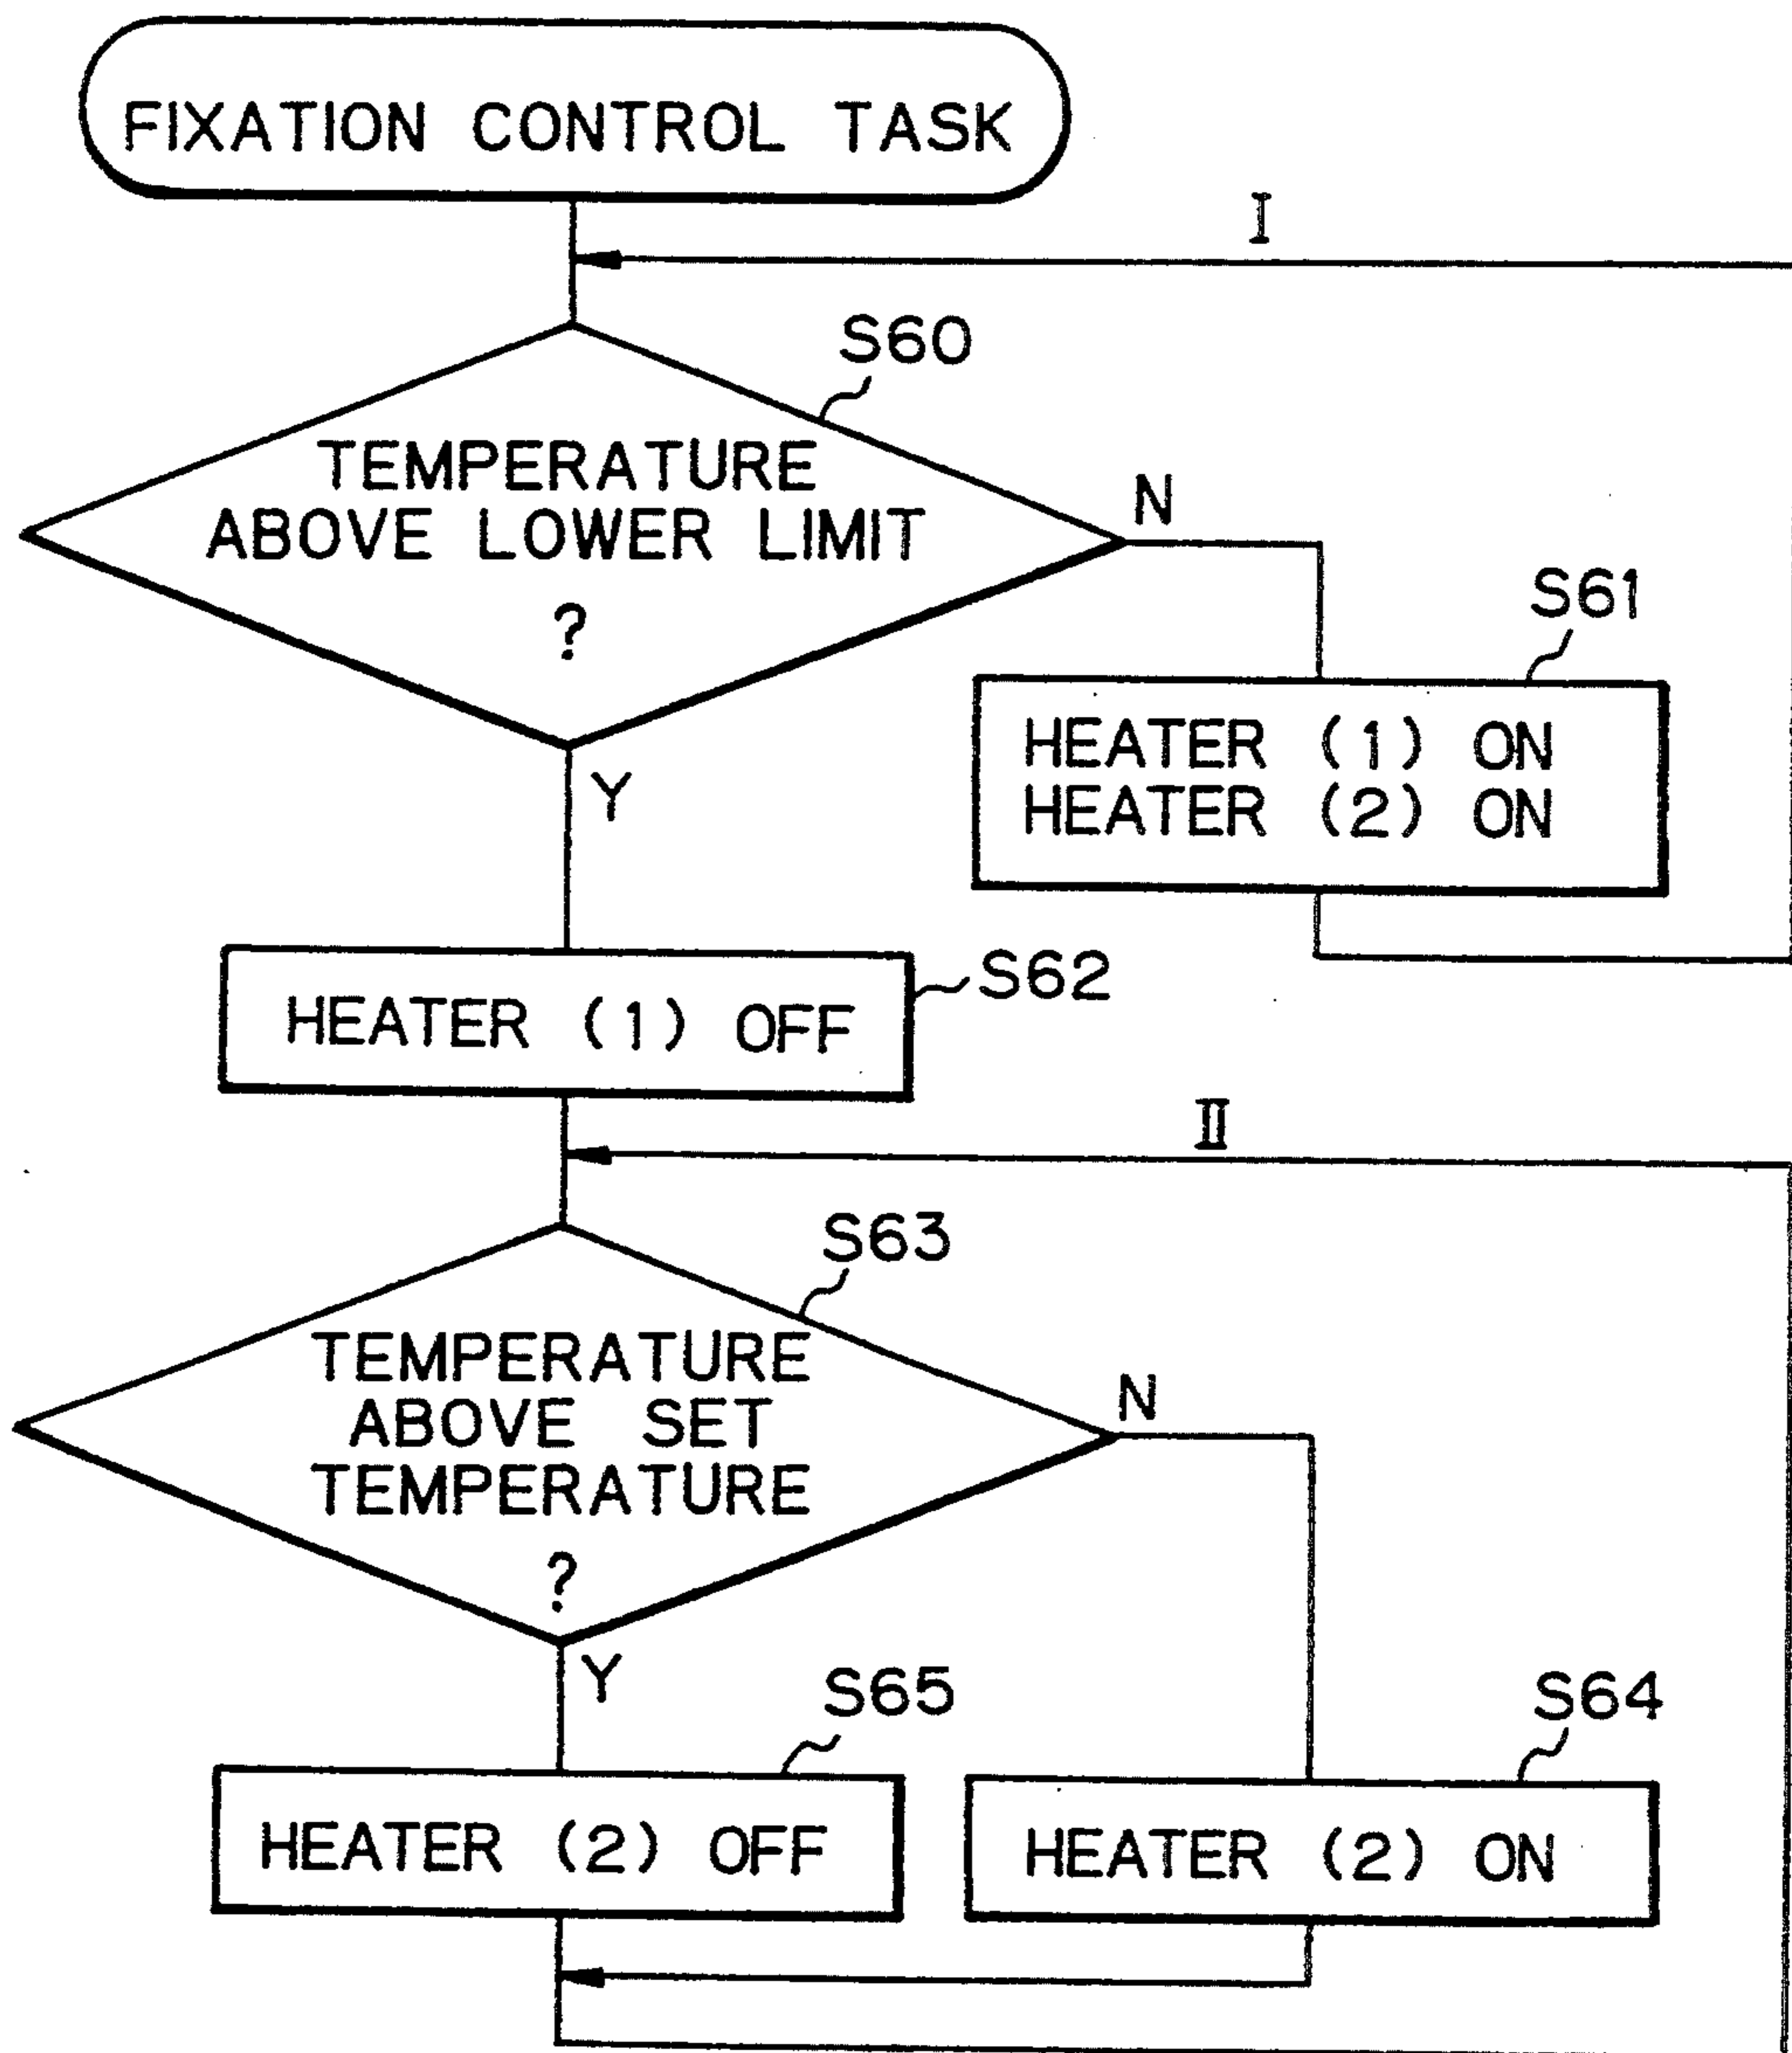 FIXATION CONTROL TASK
I
S60
TEMPERATURE
ABOVE LOWER LIMIT
?
N
S61
HEATER (1) ON
HEATER (2) ON
Y
S62
HEATER (1) OFF
II
S63
TEMPERATURE
ABOVE SET
TEMPERATURE
?
N
Y
S65
S64
HEATER (2) OFF
HEATER (2) ON